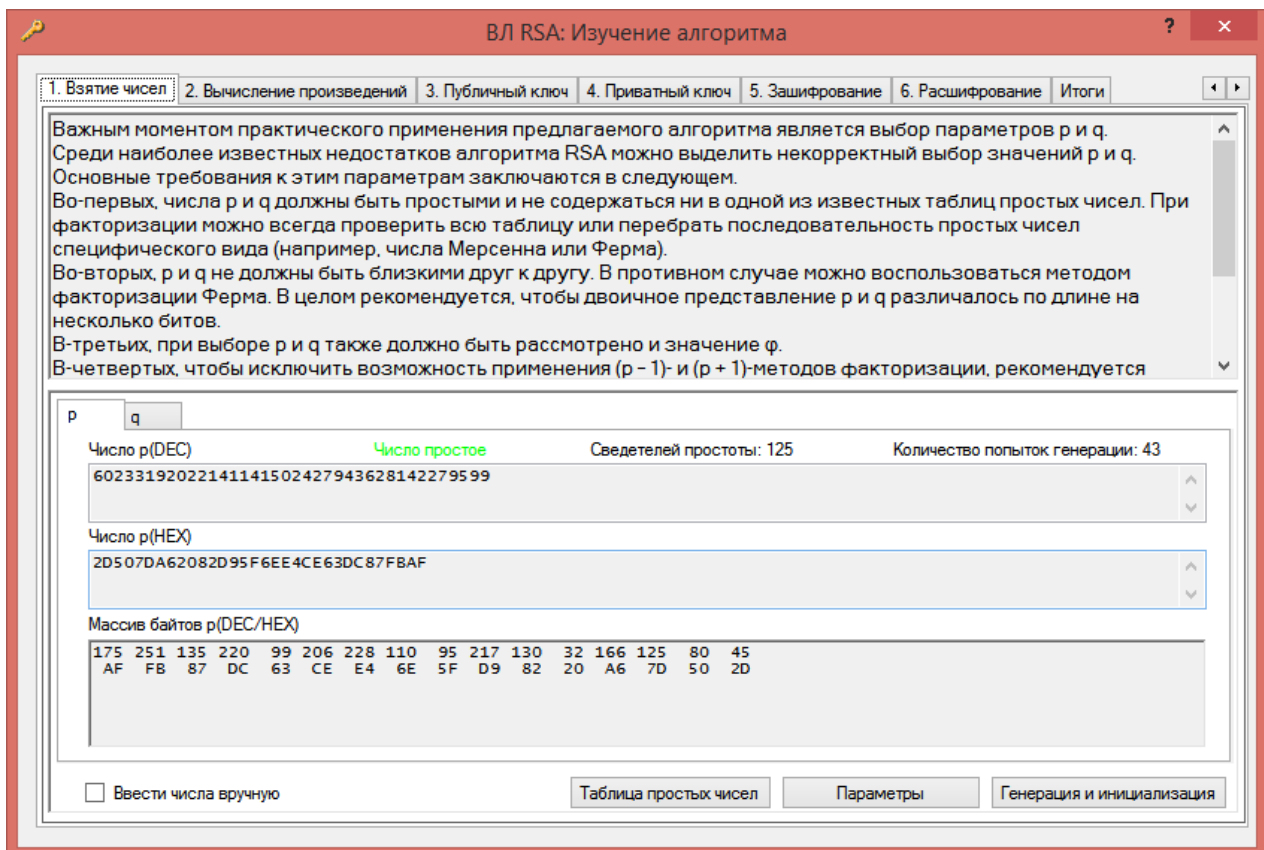 ВЛ RSA: Изучение алгоритма
?
×
1. Взятие чисел 2. Вычисление произведений 3. Публичный ключ 4. Приватный ключ 5. Зашифрование 6. Расшифрование Итоги
Важным моментом практического применения предлагаемого алгоритма является выбор параметров p и q.
Среди наиболее известных недостатков алгоритма RSA можно выделить некорректный выбор значений p и q.
Основные требования к этим параметрам заключаются в следующем.
Во-первых, числа p и q должны быть простыми и не содержаться ни в одной из известных таблиц простых чисел. При
факторизации можно всегда проверить всю таблицу или перебрать последовательность простых чисел
специфического вида (например, числа Мерсенна или Ферма).
Во-вторых, p и q не должны быть близкими друг к другу. В противном случае можно воспользоваться методом
факторизации Ферма. В целом рекомендуется, чтобы двоичное представление p и q различалось по длине на
несколько битов.
В-третьих, при выборе p и q также должно быть рассмотрено и значение φ.
В-четвертых, чтобы исключить возможность применения (p – 1)- и (p + 1)-методов факторизации, рекомендуется
p q
Число p(DEC) Число простое Сведетелей простоты: 125 Количество попыток генерации: 43
60233192022141141502427943628142279599
Число p(HEX)
2D507DA62082D95F6EE4CE63DC87FBAF
Массив байтов p(DEC/HEX)
175 251 135 220 99 206 228 110 95 217 130 32 166 125 80 45
AF FB 87 DC 63 CE E4 6E 5F D9 82 20 A6 7D 50 2D
Ввести числа вручную Таблица простых чисел Параметры Генерация и инициализация